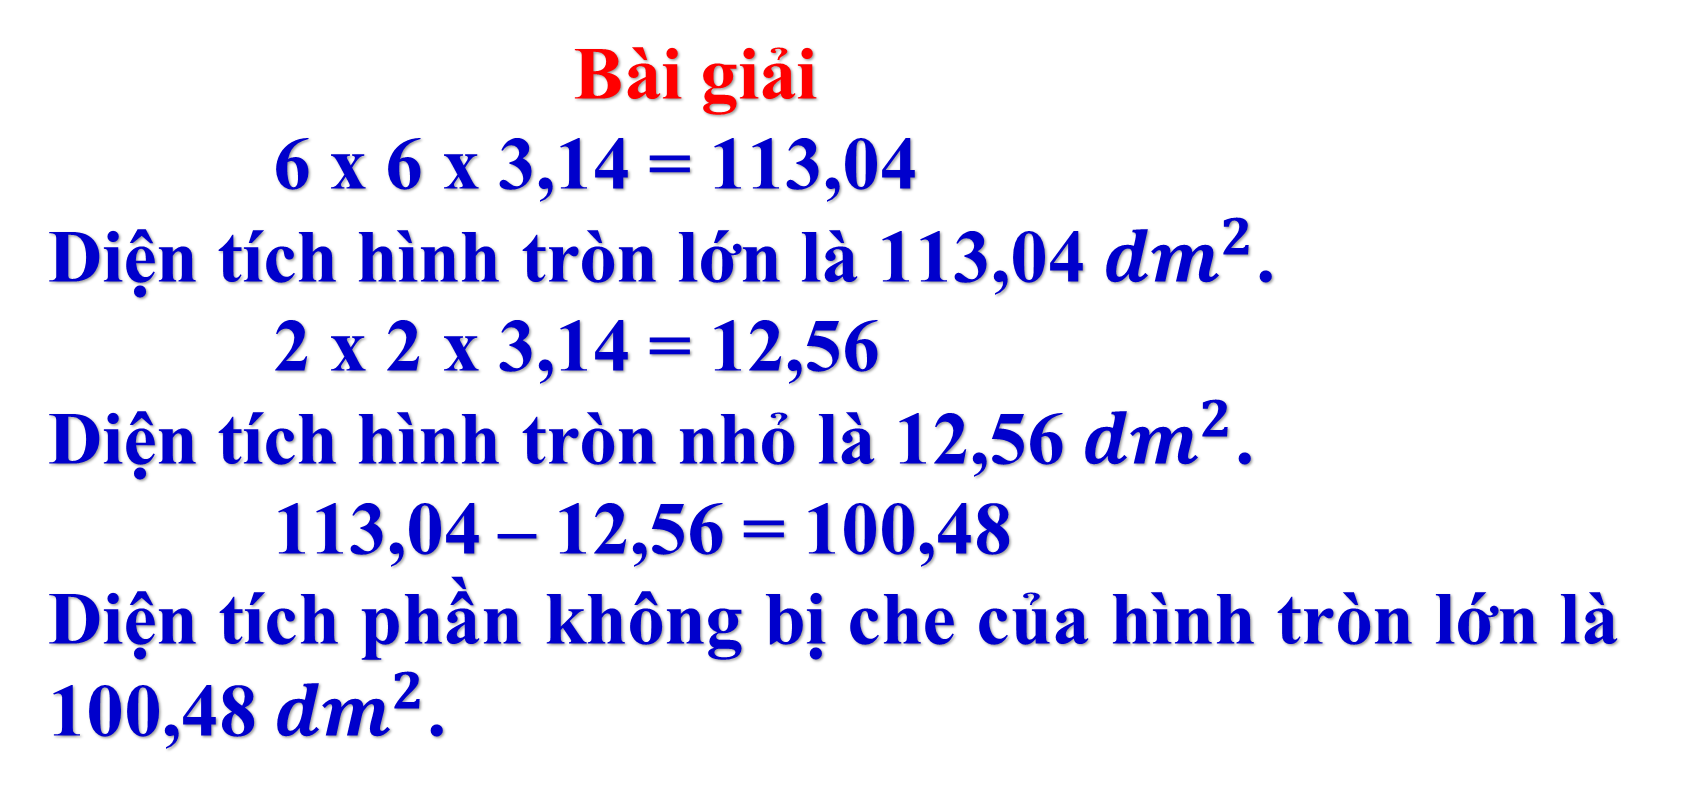 Bài giải
6 x 6 x 3,14 = 113,04
Diện tích hình tròn lớn là 113,04 dm².
2 x 2 x 3,14 = 12,56
Diện tích hình tròn nhỏ là 12,56 dm².
113,04 – 12,56 = 100,48
Diện tích phần không bị che của hình tròn lớn là
100,48 dm².